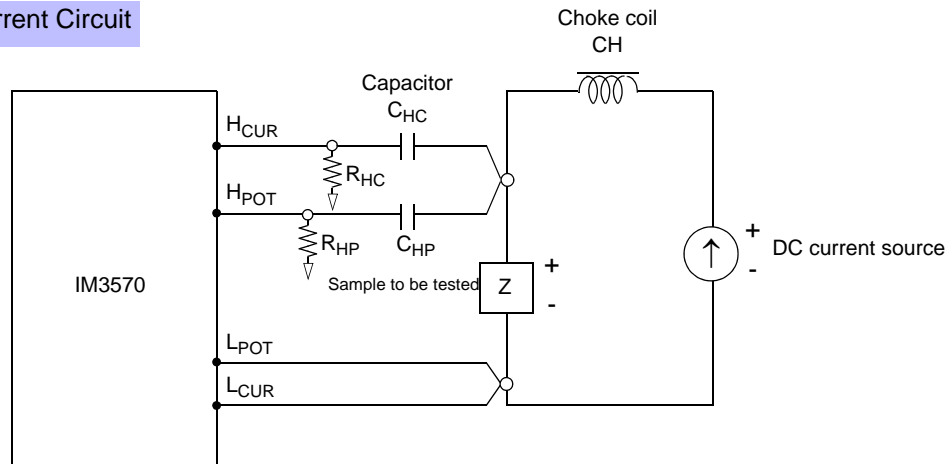 rrent Circuit
Choke coil
CH
Capacitor
CHC
HCUR
RHC
HPOT
RHP
CHP
+
-
DC current source
IM3570
Sample to be tested
Z
+
-
LPOT
LCUR